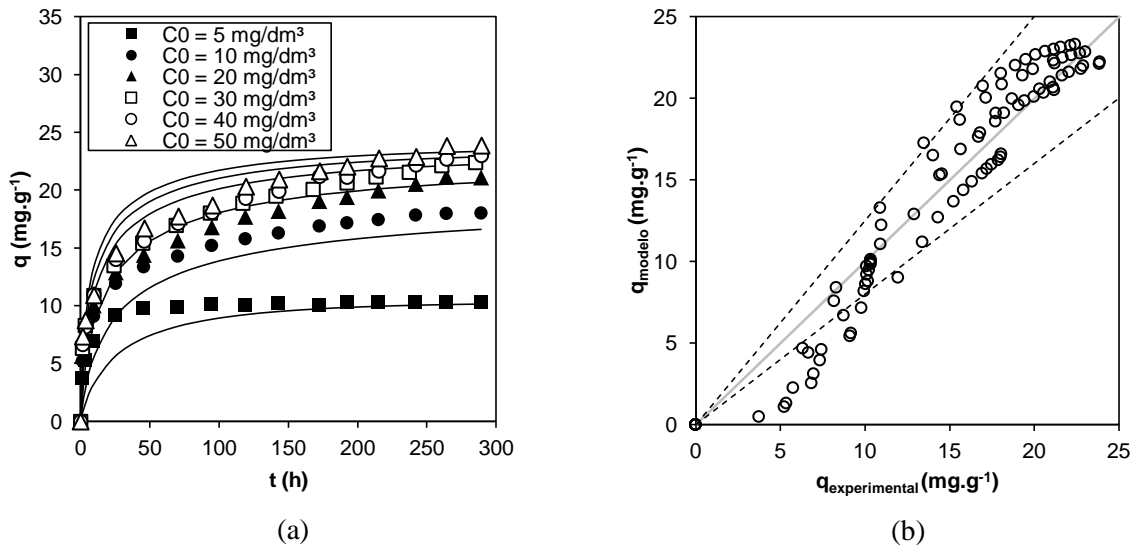 35
30
25
20
15
10
5
0
q (mg.g⁻¹)
C0 = 5 mg/dm³
C0 = 10 mg/dm³
C0 = 20 mg/dm³
C0 = 30 mg/dm³
C0 = 40 mg/dm³
C0 = 50 mg/dm³
0 50 100 150 200 250 300
t (h)
(a)
25
20
15
10
5
0
qmodelo (mg.g⁻¹)
0 5 10 15 20 25
qexperimental (mg.g⁻¹)
(b)